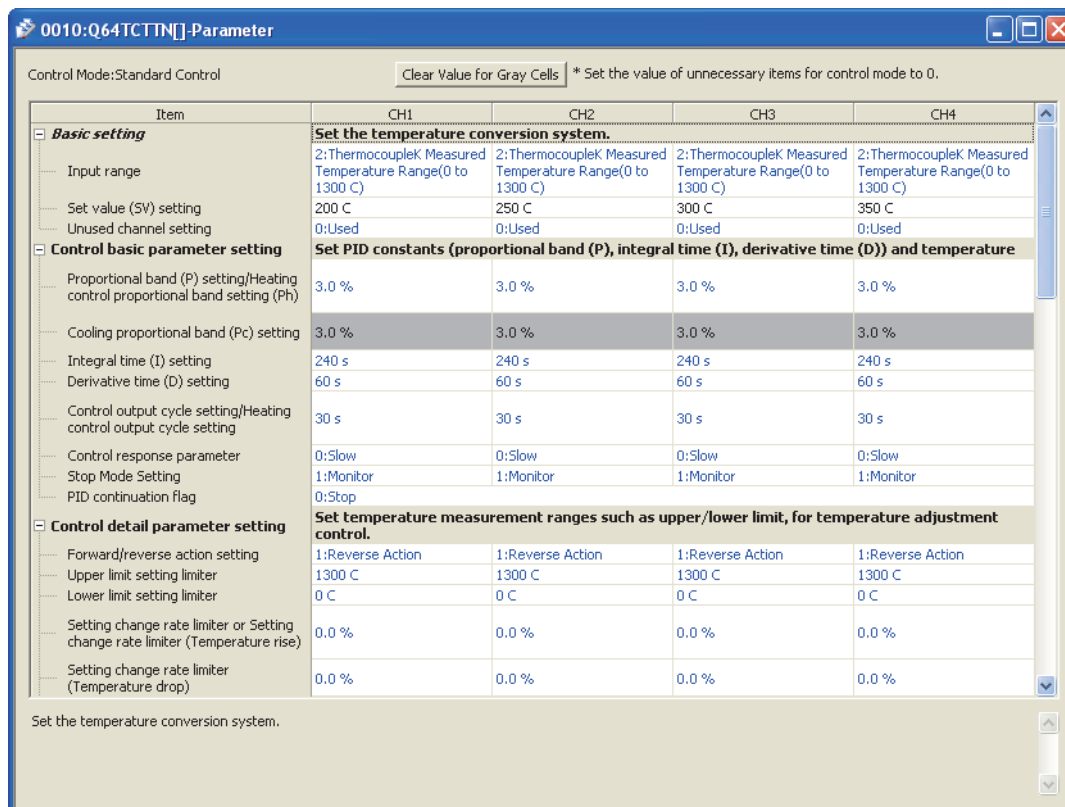 0010:Q64TCTTN[]-Parameter
Control Mode:Standard Control
Clear Value for Gray Cells
* Set the value of unnecessary items for control mode to 0.
Item CH1 CH2 CH3 CH4
Basic setting Set the temperature conversion system.
Input range
2:ThermocoupleK Measured 2:ThermocoupleK Measured 2:ThermocoupleK Measured 2:ThermocoupleK Measured
Temperature Range(0 to Temperature Range(0 to Temperature Range(0 to Temperature Range(0 to
1300 C) 1300 C) 1300 C) 1300 C)
Set value (SV) setting 200 C 250 C 300 C 350 C
Unused channel setting 0:Used 0:Used 0:Used 0:Used
Control basic parameter setting Set PID constants (proportional band (P), integral time (I), derivative time (D)) and temperature
Proportional band (P) setting/Heating
control proportional band setting (Ph)
3.0 % 3.0 % 3.0 % 3.0 %
Cooling proportional band (Pc) setting 3.0 % 3.0 % 3.0 % 3.0 %
Integral time (I) setting 240 s 240 s 240 s 240 s
Derivative time (D) setting 60 s 60 s 60 s 60 s
Control output cycle setting/Heating
control output cycle setting
30 s 30 s 30 s 30 s
Control response parameter 0:Slow 0:Slow 0:Slow 0:Slow
Stop Mode Setting 1:Monitor 1:Monitor 1:Monitor 1:Monitor
PID continuation flag 0:Stop
Control detail parameter setting
Set temperature measurement ranges such as upper/lower limit, for temperature adjustment
control.
Forward/reverse action setting 1:Reverse Action 1:Reverse Action 1:Reverse Action 1:Reverse Action
Upper limit setting limiter 1300 C 1300 C 1300 C 1300 C
Lower limit setting limiter 0 C 0 C 0 C 0 C
Setting change rate limiter or Setting
change rate limiter (Temperature rise)
0.0 % 0.0 % 0.0 % 0.0 %
Setting change rate limiter
(Temperature drop)
0.0 % 0.0 % 0.0 % 0.0 %
Set the temperature conversion system.